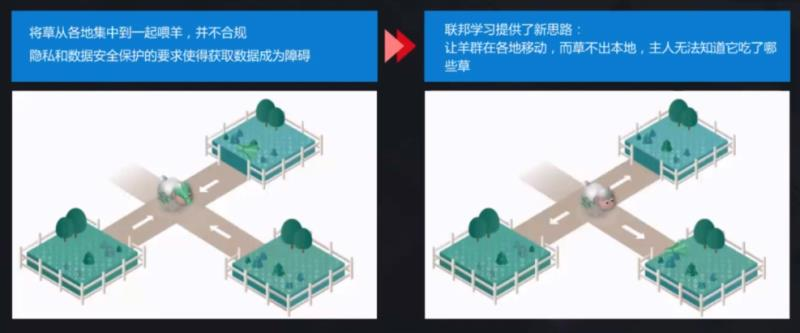 将草从各地集中到一起喂羊，并不合规
隐私和数据安全保护的要求使得获取数据成为障碍
联邦学习提供了新思路：
让羊群在各地移动，而草不出本地，主人无法知道它吃了哪
些草